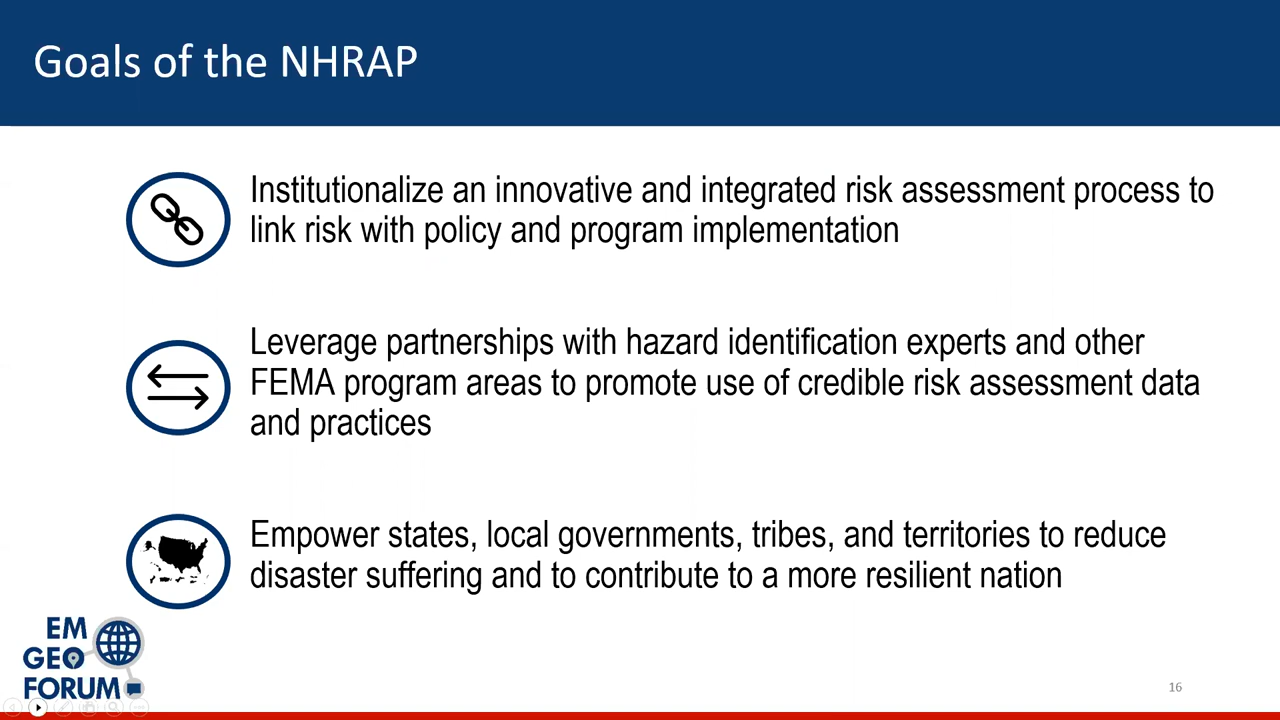 Goals of the NHRAP
Institutionalize an innovative and integrated risk assessment process to
link risk with policy and program implementation
Leverage partnerships with hazard identification experts and other
FEMA program areas to promote use of credible risk assessment data
and practices
Empower states, local governments, tribes, and territories to reduce
disaster suffering and to contribute to a more resilient nation
EM
GEO
FORUM
16